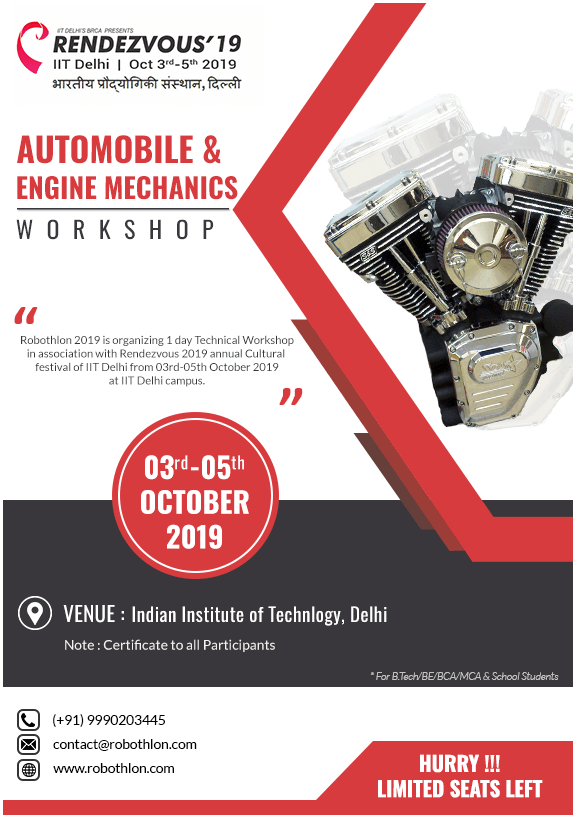 IIT DELHI'S BRCA PRESENTS
RENDEZVOUS'19
IIT Delhi | Oct 3rd-5th 2019
भारतीय प्रौद्योगिकी संस्थान, दिल्ली
AUTOMOBILE &
ENGINE MECHANICS
WORKSHOP
“
Robothlon 2019 is organizing 1 day Technical Workshop
in association with Rendezvous 2019 annual Cultural
festival of IIT Delhi from 03rd-05th October 2019
at IIT Delhi campus.
”
03rd-05th
OCTOBER
2019
VENUE : Indian Institute of Technlogy, Delhi
Note : Certificate to all Participants
* For B.Tech/BE/BCA/MCA & School Students
(+91) 9990203445
contact@robothlon.com
www.robothlon.com
HURRY !!!
LIMITED SEATS LEFT